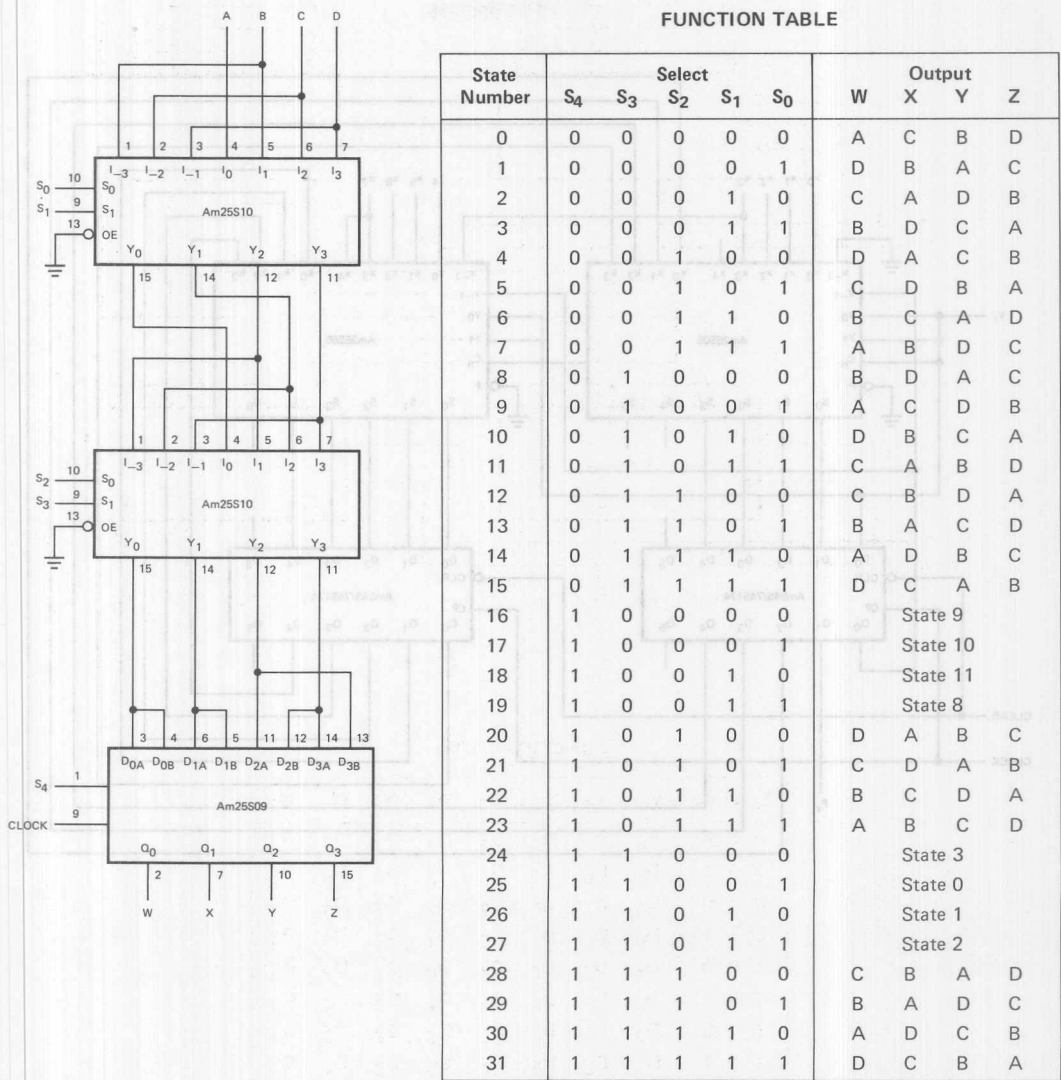 FUNCTION TABLE
A B C D
1 2 3 4 5 6 7
I–3 I–2 I–1 I0 I1 I2 I3
S0 10 S0
S1 9 S1
Am25S10
13 OE
Y0 Y1 Y2 Y3
15 14 12 11
1 2 3 4 5 6 7
I–3 I–2 I–1 I0 I1 I2 I3
S2 10 S0
S3 9 S1
Am25S10
13 OE
Y0 Y1 Y2 Y3
15 14 12 11
3 4 6 5 11 12 14 13
D0A D0B D1A D1B D2A D2B D3A D3B
S4 1
Am25S09
CLOCK 9
Q0 Q1 Q2 Q3
2 7 10 15
W X Y Z
State Number Select Output
S4 S3 S2 S1 S0 W X Y Z
0 0 0 0 0 0 A C B D
1 0 0 0 0 1 D B A C
2 0 0 0 1 0 C A D B
3 0 0 0 1 1 B D C A
4 0 0 1 0 0 D A C B
5 0 0 1 0 1 C D B A
6 0 0 1 1 0 B C A D
7 0 0 1 1 1 A B D C
8 0 1 0 0 0 B D A C
9 0 1 0 0 1 A C D B
10 0 1 0 1 0 D B C A
11 0 1 0 1 1 C A B D
12 0 1 1 0 0 C B D A
13 0 1 1 0 1 B A C D
14 0 1 1 1 0 A D B C
15 0 1 1 1 1 D C A B
16 1 0 0 0 0 State 9
17 1 0 0 0 1 State 10
18 1 0 0 1 0 State 11
19 1 0 0 1 1 State 8
20 1 0 1 0 0 D A B C
21 1 0 1 0 1 C D A B
22 1 0 1 1 0 B C D A
23 1 0 1 1 1 A B C D
24 1 1 0 0 0 State 3
25 1 1 0 0 1 State 0
26 1 1 0 1 0 State 1
27 1 1 0 1 1 State 2
28 1 1 1 0 0 C B A D
29 1 1 1 0 1 B A D C
30 1 1 1 1 0 A D C B
31 1 1 1 1 1 D C B A